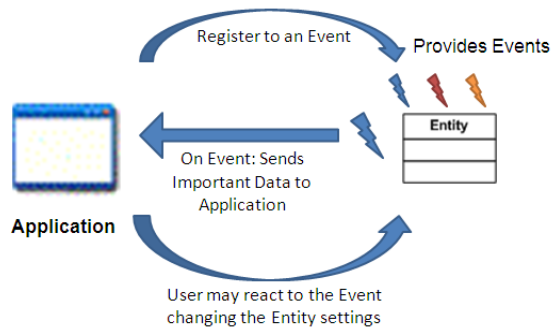 Register to an Event
Provides Events
Entity
On Event: Sends
Important Data to
Application
Application
User may react to the Event
changing the Entity settings